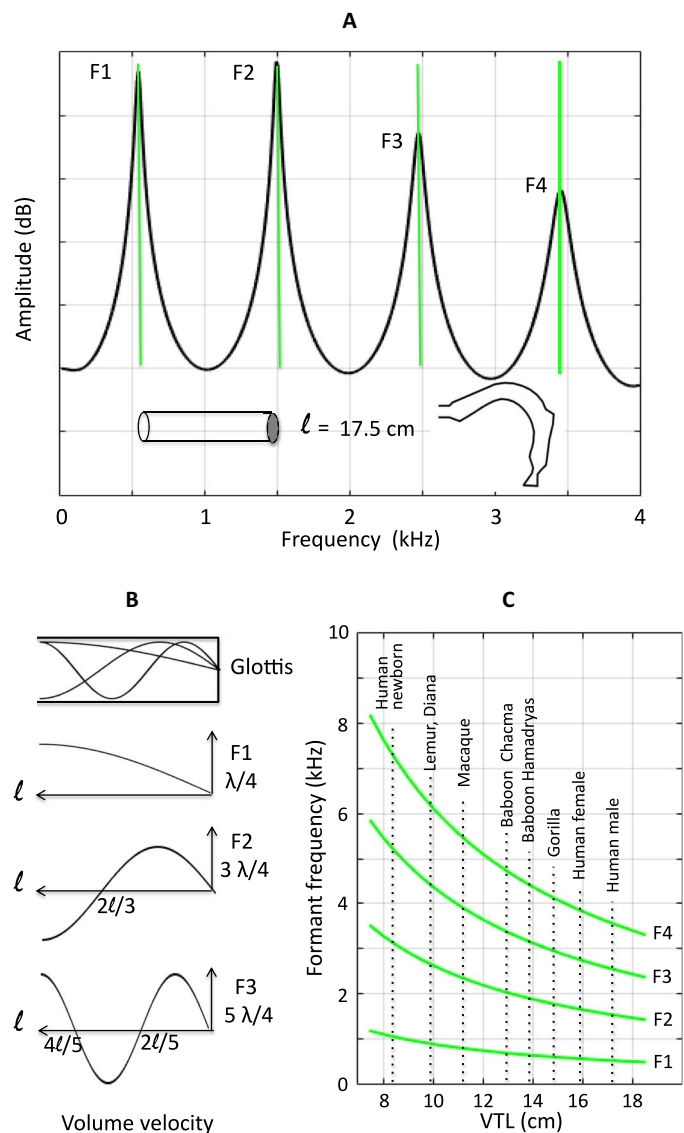 A
F1
F2
F3
F4
Amplitude (dB)
ℓ = 17.5 cm
0 1 2 3 4
Frequency (kHz)
B
Glottis
F1
λ/4
ℓ
F2
3 λ/4
2ℓ/3
F3
5 λ/4
ℓ
4ℓ/5 2ℓ/5
Volume velocity
C
10
8
6
4
2
0
Formant frequency (kHz)
Human
newborn
Lemur, Diana
Macaque
Baboon Chacma
Baboon Hamadryas
Gorilla
Human female
Human male
F4
F3
F2
F1
8 10 12 14 16 18
VTL (cm)